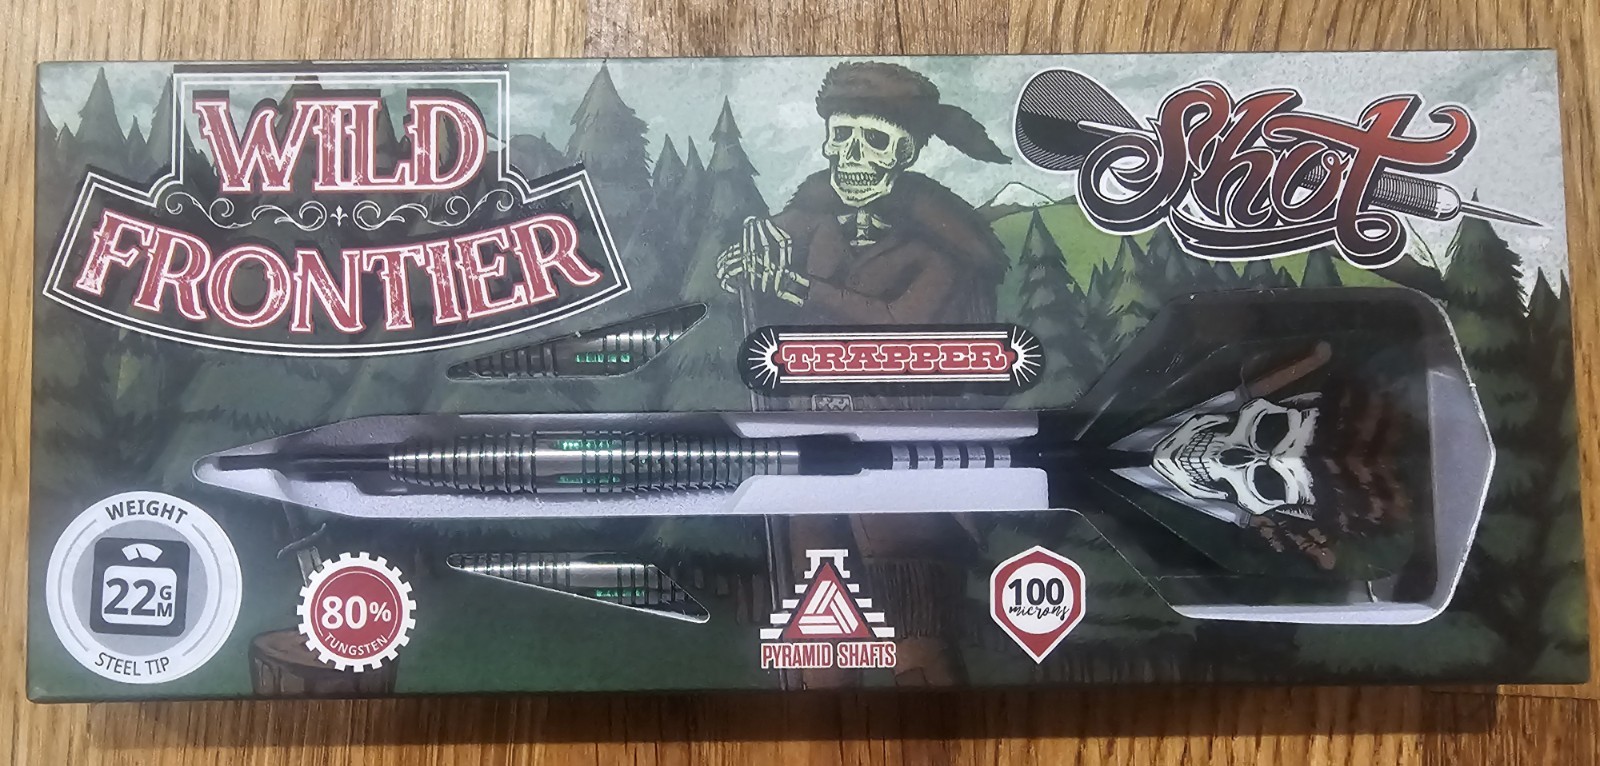 WILD
FRONTIER
Shot
TRAPPER
WEIGHT
22GM
STEEL TIP
80%
TUNGSTEN
PYRAMID SHAFTS
100
microns